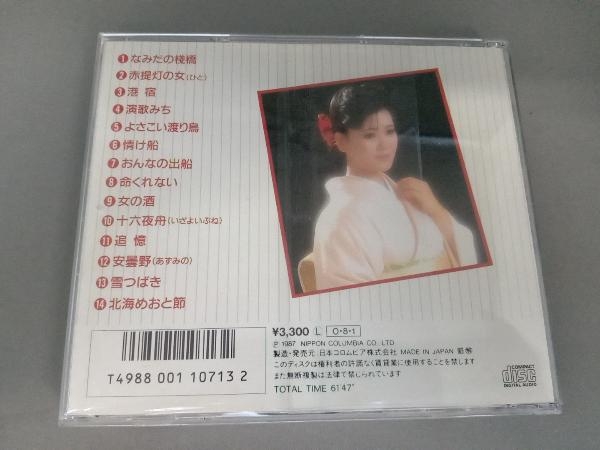 1 なみだの桟橋
2 赤提灯の女(ひと)
3 港 宿
4 演歌みち
5 よさこい渡り鳥
6 情け船
7 おんなの出船
8 命くれない
9 女の酒
10 十六夜舟(いざよいぶね)
11 追 憶
12 安曇野(あずみの)
13 雪つばき
14 北海めおと節
T4988 001 10713 2
¥3,300 L 0・8・1
Ⓟ 1987 NIPPON COLUMBIA CO., LTD
製造・発売元:日本コロムビア株式会社 MADE IN JAPAN
このディスクは権利者の許諾なく賃貸業に使用することを禁じます
また無断複製は法律で禁じられています
TOTAL TIME 61'47"
COMPACT
disc
DIGITAL AUDIO